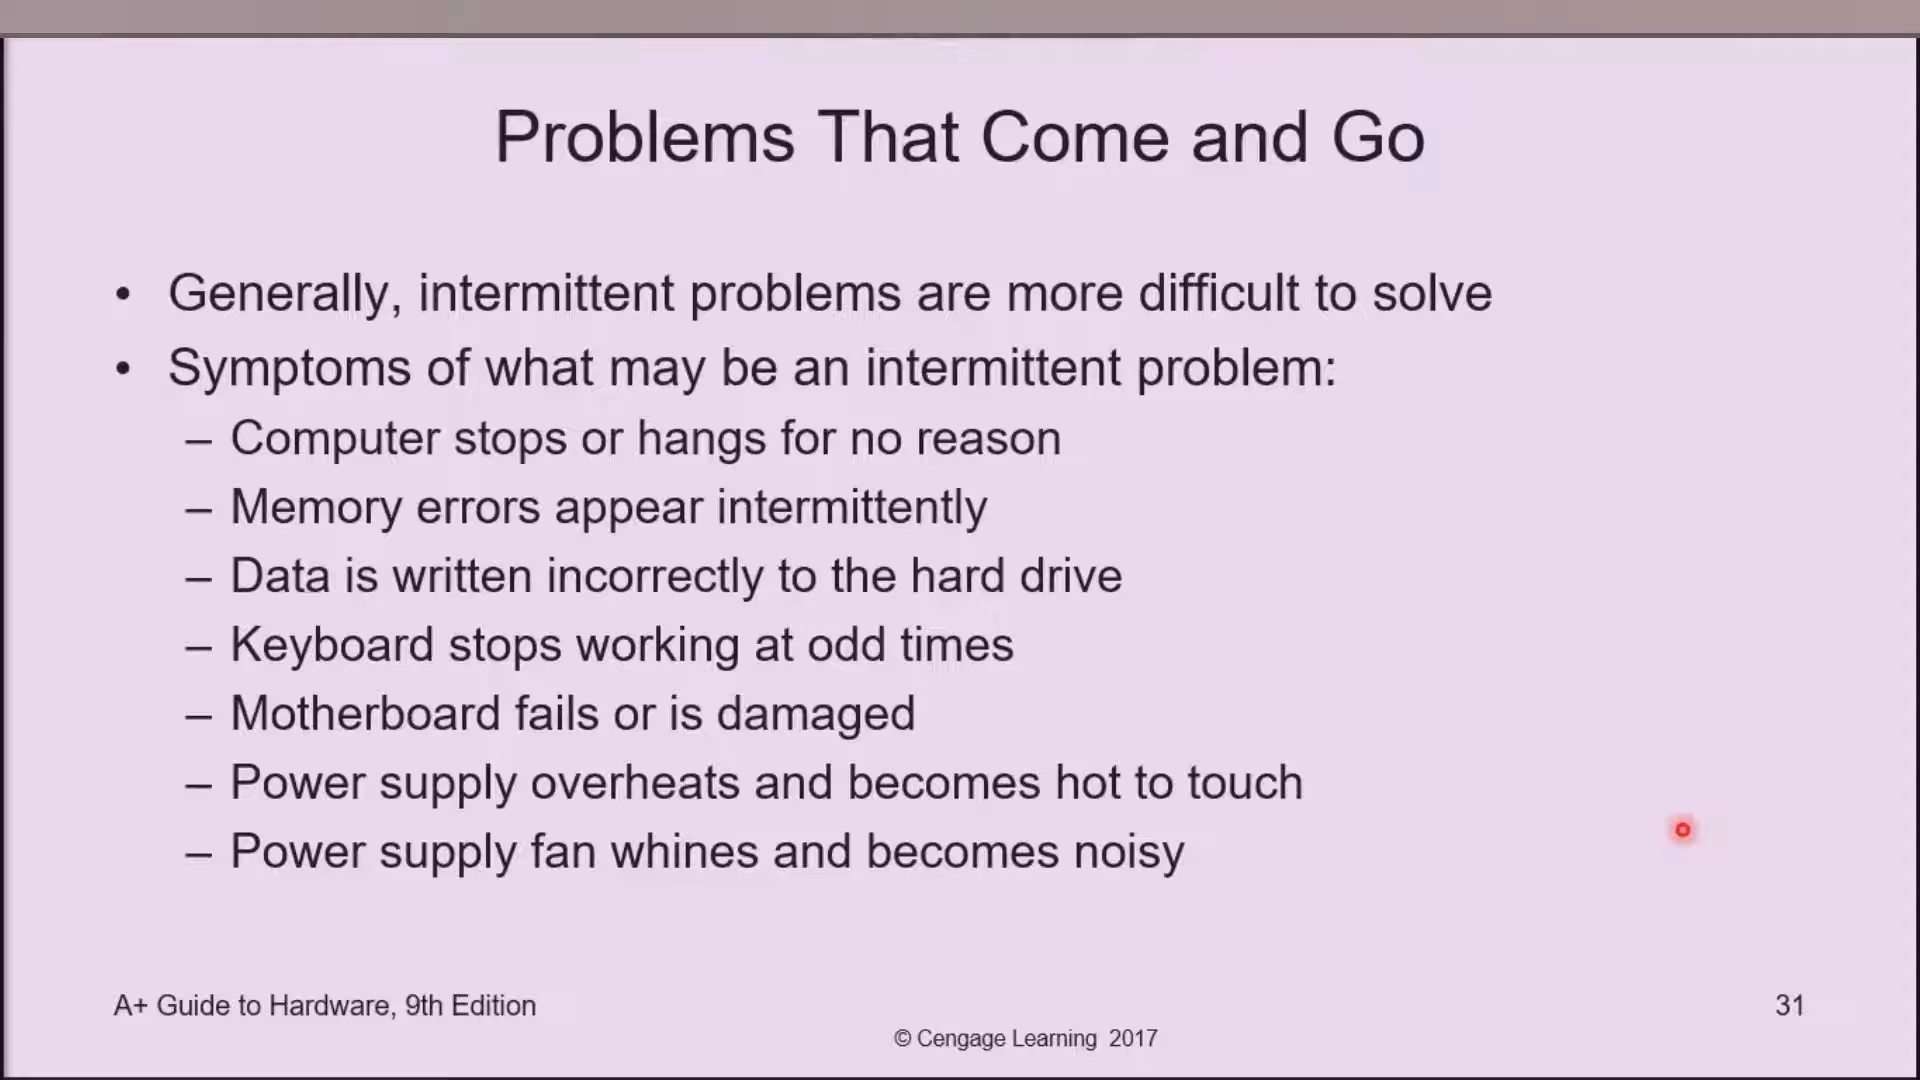 Problems That Come and Go
• Generally, intermittent problems are more difficult to solve
• Symptoms of what may be an intermittent problem:
– Computer stops or hangs for no reason
– Memory errors appear intermittently
– Data is written incorrectly to the hard drive
– Keyboard stops working at odd times
– Motherboard fails or is damaged
– Power supply overheats and becomes hot to touch
– Power supply fan whines and becomes noisy
A+ Guide to Hardware, 9th Edition
31
© Cengage Learning 2017